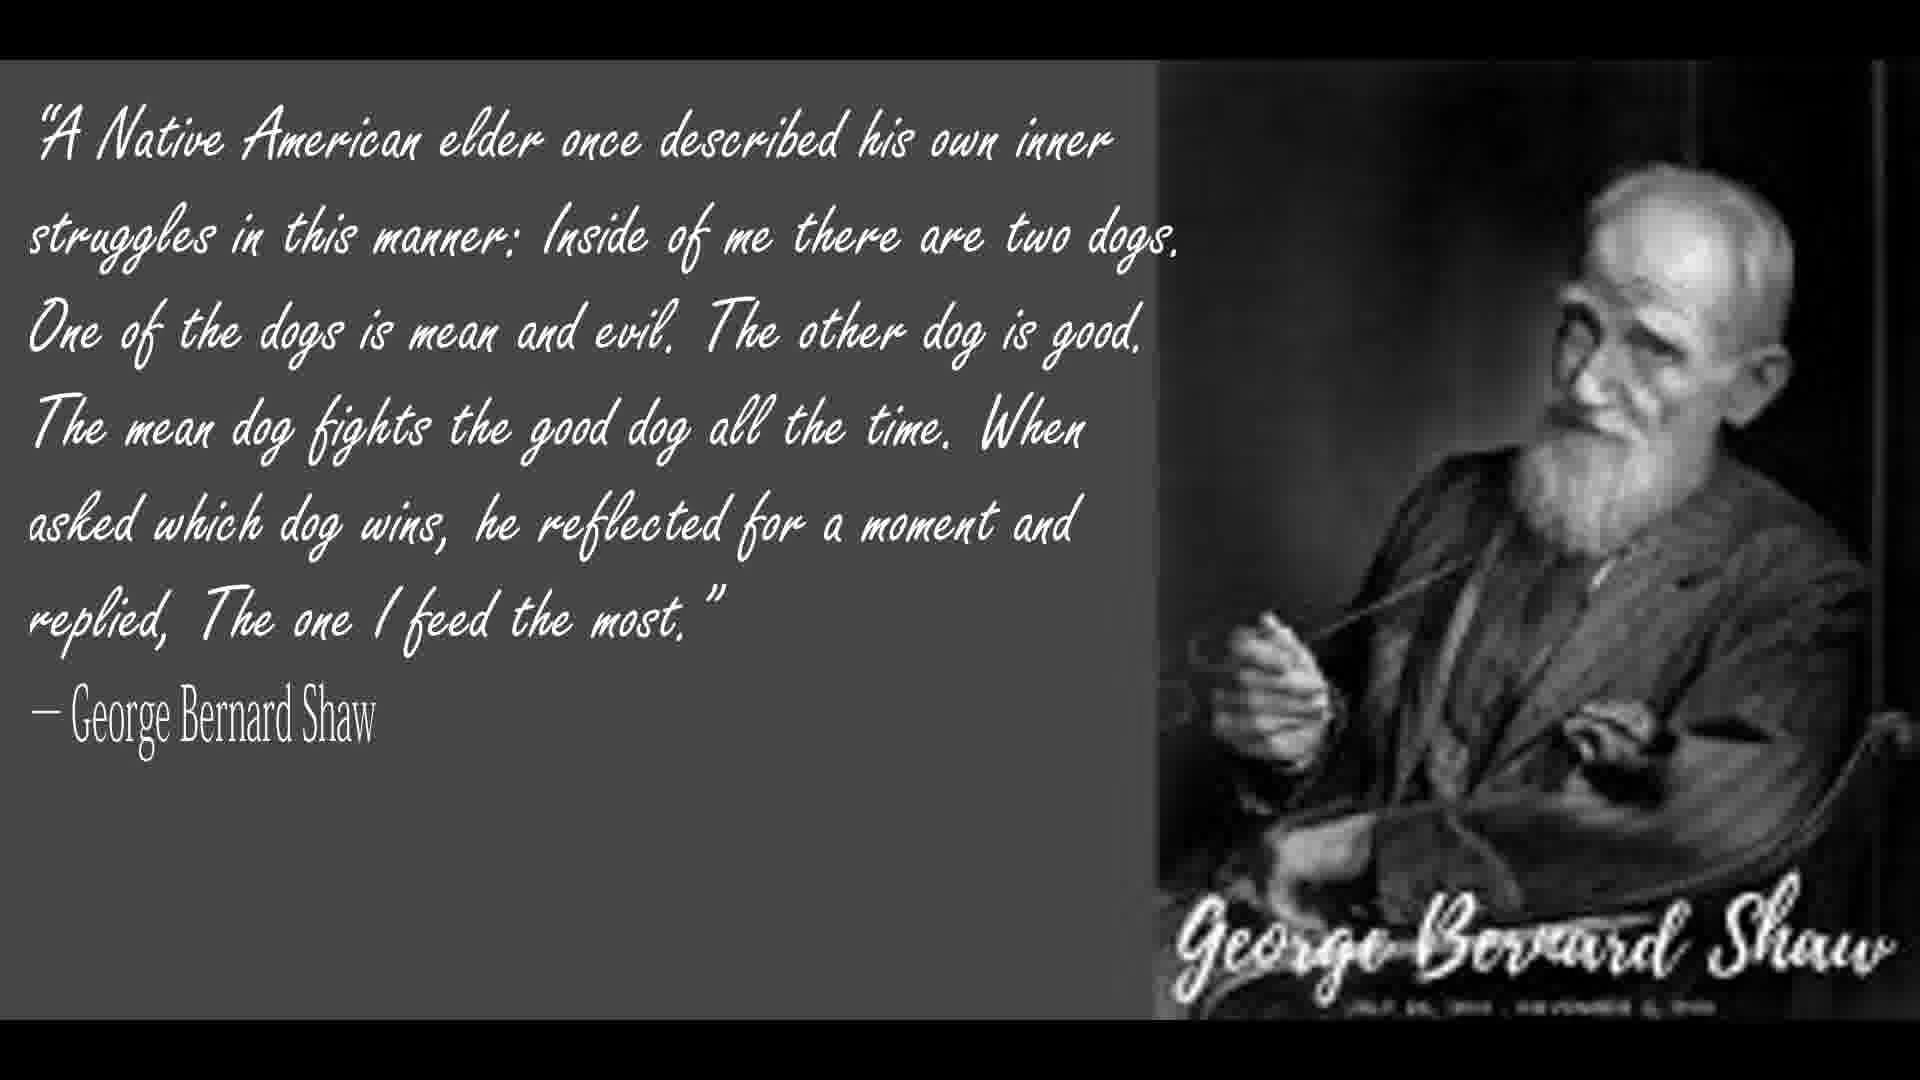 “A Native American elder once described his own inner
struggles in this manner: Inside of me there are two dogs.
One of the dogs is mean and evil. The other dog is good.
The mean dog fights the good dog all the time. When
asked which dog wins, he reflected for a moment and
replied, The one I feed the most.”
— George Bernard Shaw
George Bernard Shaw